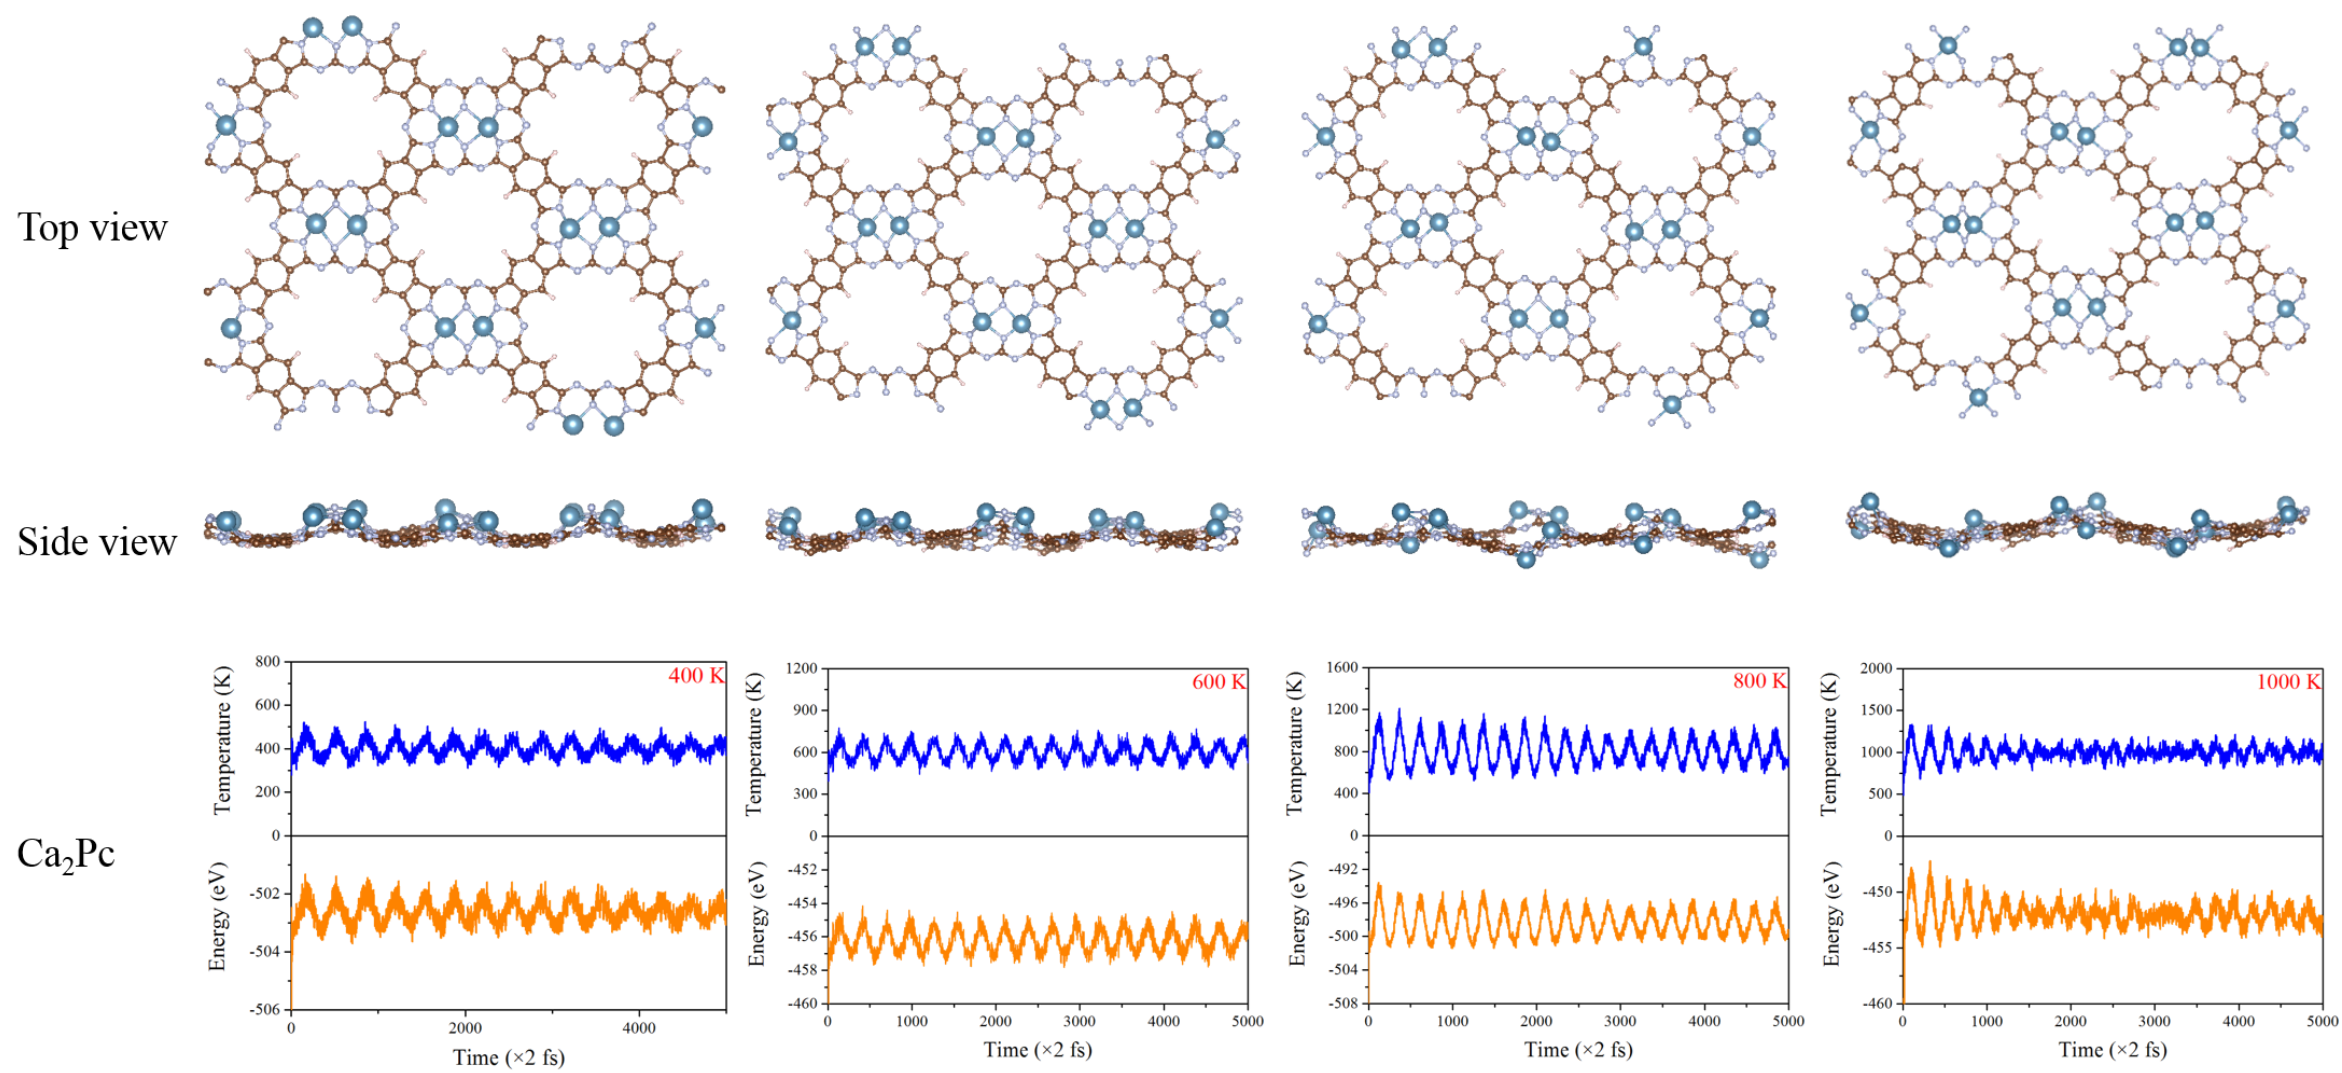 Top view
Side view
Ca₂Pc
400 K
800
600
400
200
0
Temperature (K)
-502
-504
-506
Energy (eV)
0 2000 4000
Time (×2 fs)
600 K
1200
900
600
300
0
Temperature (K)
-452
-454
-456
-458
-460
Energy (eV)
0 1000 2000 3000 4000 5000
Time (×2 fs)
800 K
1600
1200
800
400
0
Temperature (K)
-492
-496
-500
-504
-508
Energy (eV)
0 1000 2000 3000 4000 5000
Time (×2 fs)
1000 K
2000
1500
1000
500
0
Temperature (K)
-450
-455
-460
Energy (eV)
0 1000 2000 3000 4000 5000
Time (×2 fs)